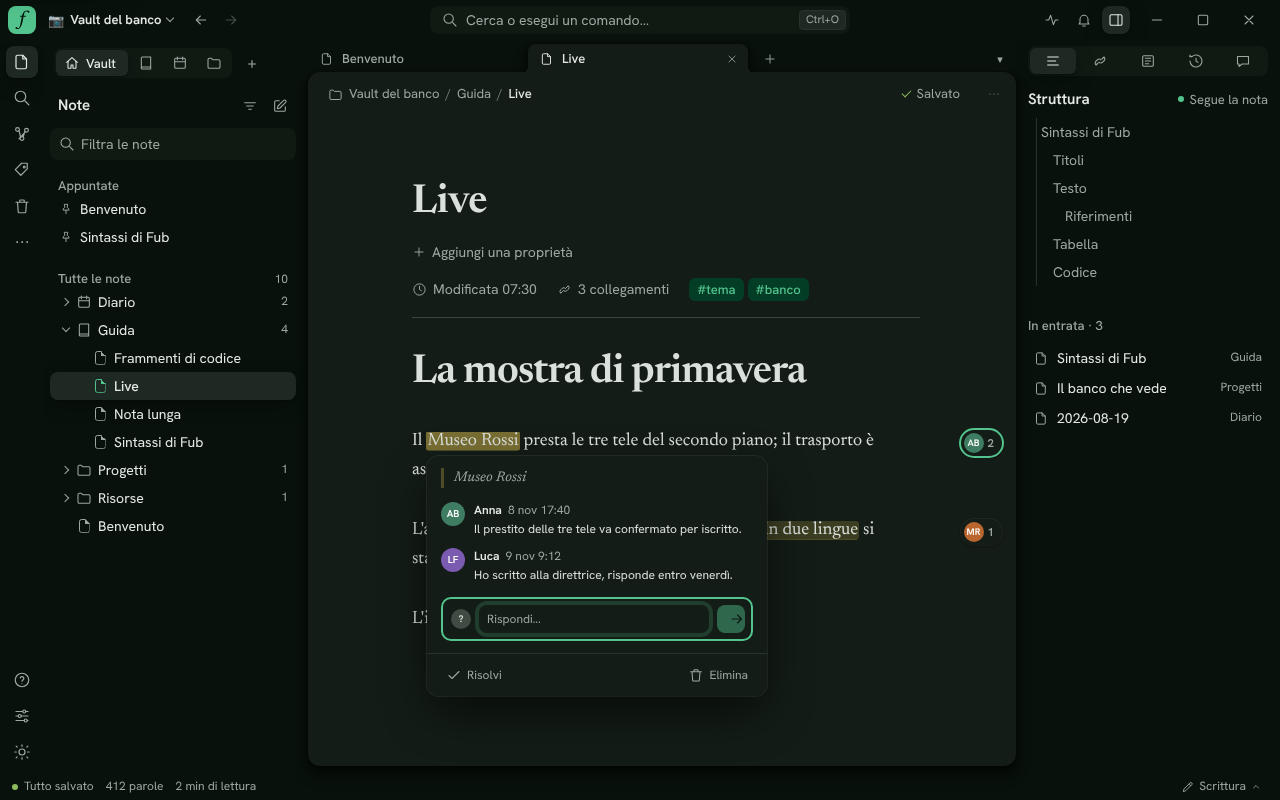 f Vault del banco
Cerca o esegui un comando...
Ctrl+O
Vault
Benvenuto
Live
Note
Filtra le note
Appuntate
Benvenuto
Sintassi di Fub
Tutte le note 10
Diario 2
Guida 4
Frammenti di codice
Live
Nota lunga
Sintassi di Fub
Progetti 1
Risorse 1
Benvenuto
Vault del banco / Guida / Live
Salvato
Live
Aggiungi una proprietà
Modificata 07:30
3 collegamenti
#tema
#banco
La mostra di primavera
Il Museo Rossi presta le tre tele del secondo piano; il trasporto è
AB 2
in due lingue si
MR 1
Museo Rossi
AB Anna 8 nov 17:40
Il prestito delle tre tele va confermato per iscritto.
LF Luca 9 nov 9:12
Ho scritto alla direttrice, risponde entro venerdì.
? Rispondi...
Risolvi
Elimina
Struttura
Segue la nota
Sintassi di Fub
Titoli
Testo
Riferimenti
Tabella
Codice
In entrata · 3
Sintassi di Fub Guida
Il banco che vede Progetti
2026-08-19 Diario
Tutto salvato 412 parole 2 min di lettura
Scrittura